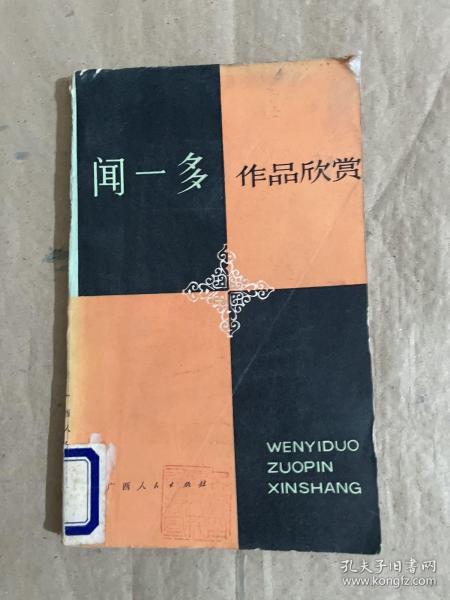 闻一多
作品欣赏
WENYIDUO
ZUOPIN
XINSHANG
广西人民出版社
孔夫子旧书网
www.kongfz.com